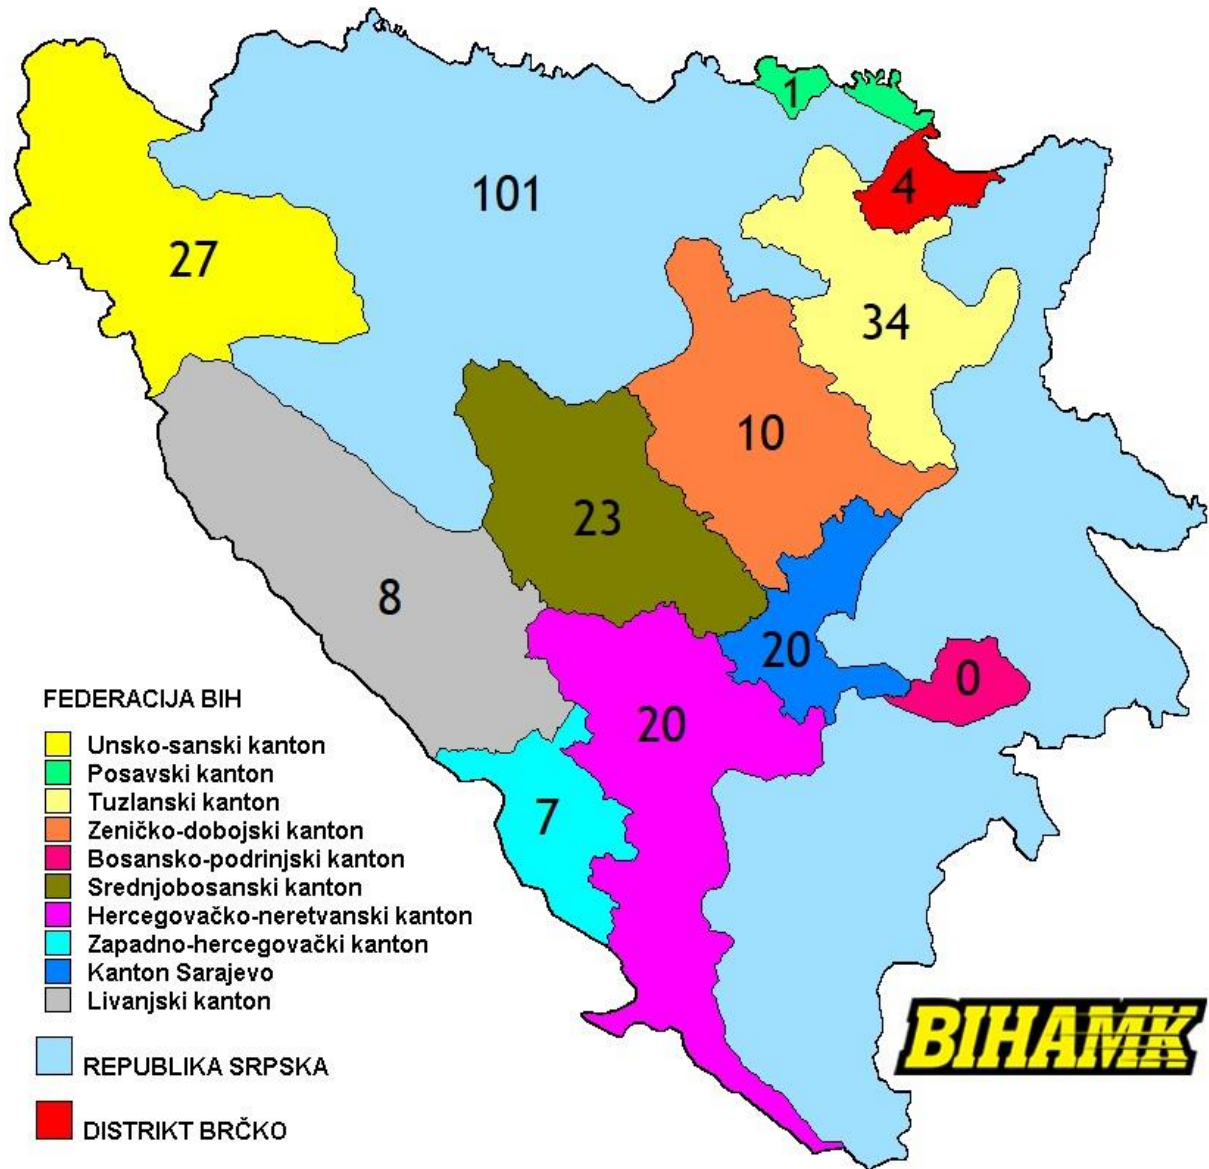 1
101
4
27
34
10
23
8
20
0
20
7
FEDERACIJA BIH
Unsko-sanski kanton
Posavski kanton
Tuzlanski kanton
Zeničko-dobojski kanton
Bosansko-podrinjski kanton
Srednjobosanski kanton
Hercegovačko-neretvanski kanton
Zapadno-hercegovački kanton
Kanton Sarajevo
Livanjski kanton
REPUBLIKA SRPSKA
DISTRIKT BRČKO
BIHAMK